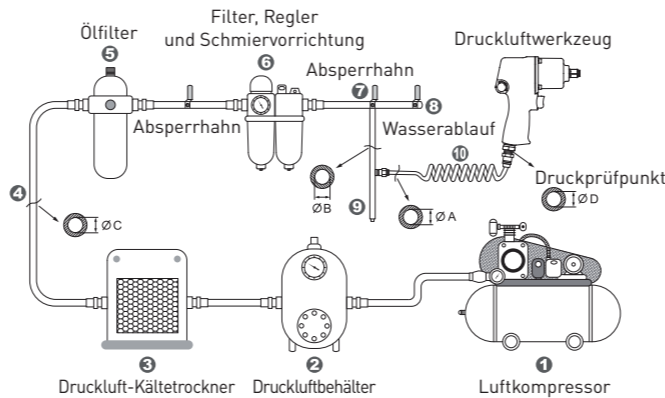 Ölfilter
5
Filter, Regler
und Schmiervorrichtung
6
Druckluftwerkzeug
Absperrhahn
7
8
Absperrhahn
Wasserablauf
10
4
ØC
ØB
9
ØA
Druckprüfpunkt
ØD
3
Druckluft-Kältetrockner
2
Druckluftbehälter
1
Luftkompressor